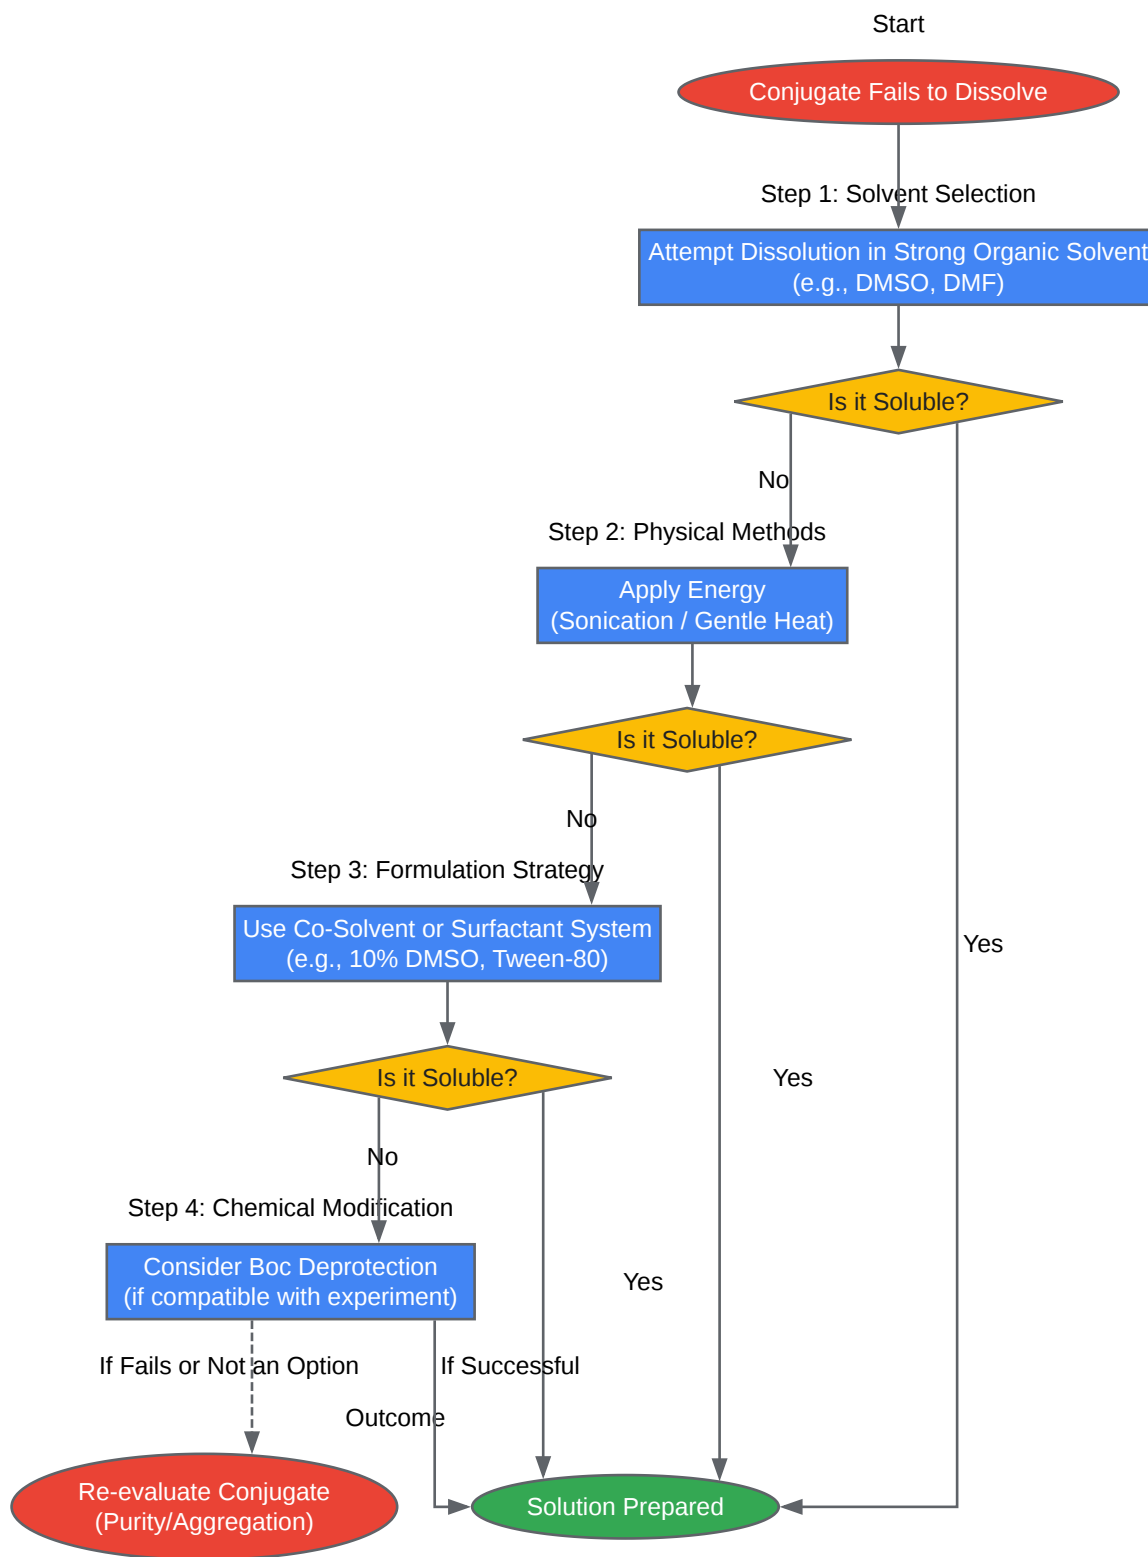 Start
Conjugate Fails to Dissolve
Step 1: Solvent Selection
Attempt Dissolution in Strong Organic Solvent
(e.g., DMSO, DMF)
Is it Soluble?
No
Step 2: Physical Methods
Apply Energy
(Sonication / Gentle Heat)
Is it Soluble?
No
Step 3: Formulation Strategy
Use Co-Solvent or Surfactant System
(e.g., 10% DMSO, Tween-80)
Yes
Is it Soluble?
Yes
No
Step 4: Chemical Modification
Consider Boc Deprotection
(if compatible with experiment)
Yes
If Fails or Not an Option
If Successful
Outcome
Re-evaluate Conjugate
(Purity/Aggregation)
Solution Prepared